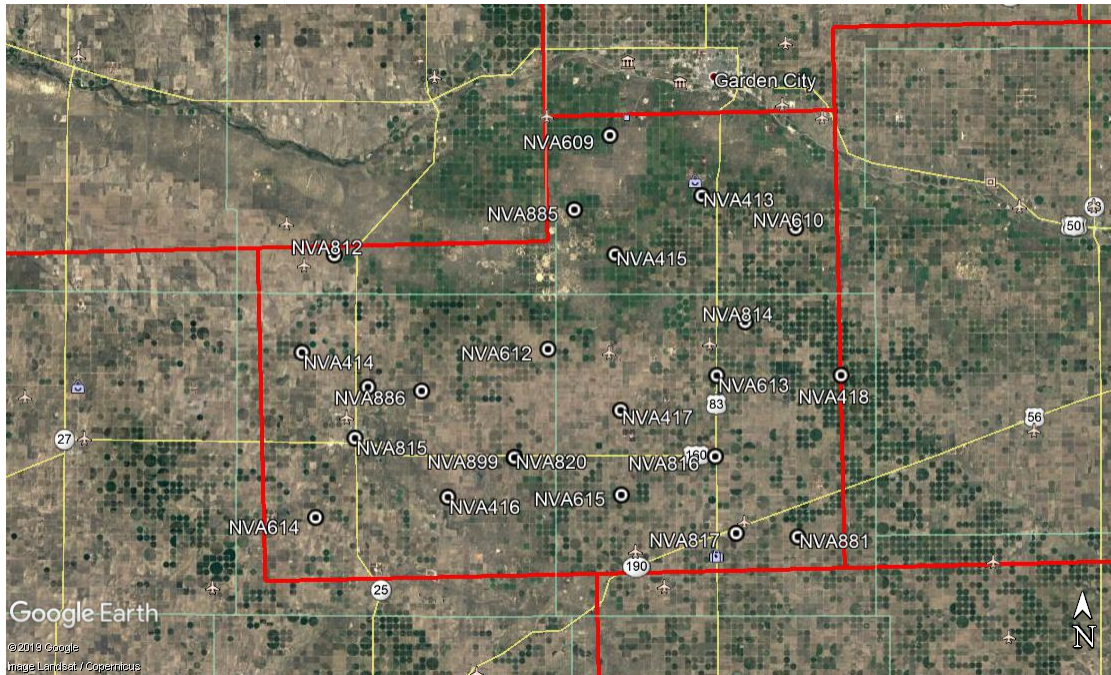 Garden City
NVA609
NVA413
NVA885
NVA610
50
NVA812
NVA415
NVA814
NVA612
NVA414
NVA613
NVA418
NVA886
83
NVA417
56
27
NVA815
NVA899
NVA820
160
NVA816
NVA416
NVA615
NVA614
NVA817
NVA881
190
25
Google Earth
N
©2019 Google
Image Landsat / Copernicus